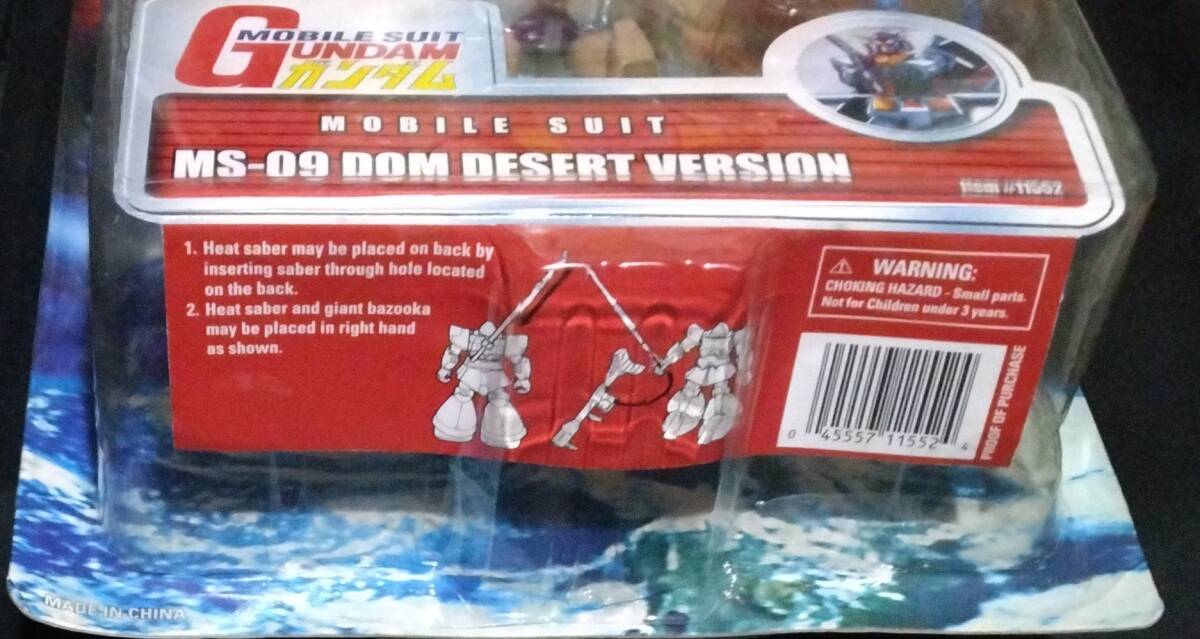 MOBILE SUIT
GUNDAM
ガンダム
MOBILE SUIT
MS-09 DOM DESERT VERSION
Item #11552
1. Heat saber may be placed on back by
inserting saber through hole located
on the back.
2. Heat saber and giant bazooka
may be placed in right hand
as shown.
WARNING:
CHOKING HAZARD - Small parts.
Not for Children under 3 years.
0 45557 11552 4
PROOF OF PURCHASE
MADE IN CHINA